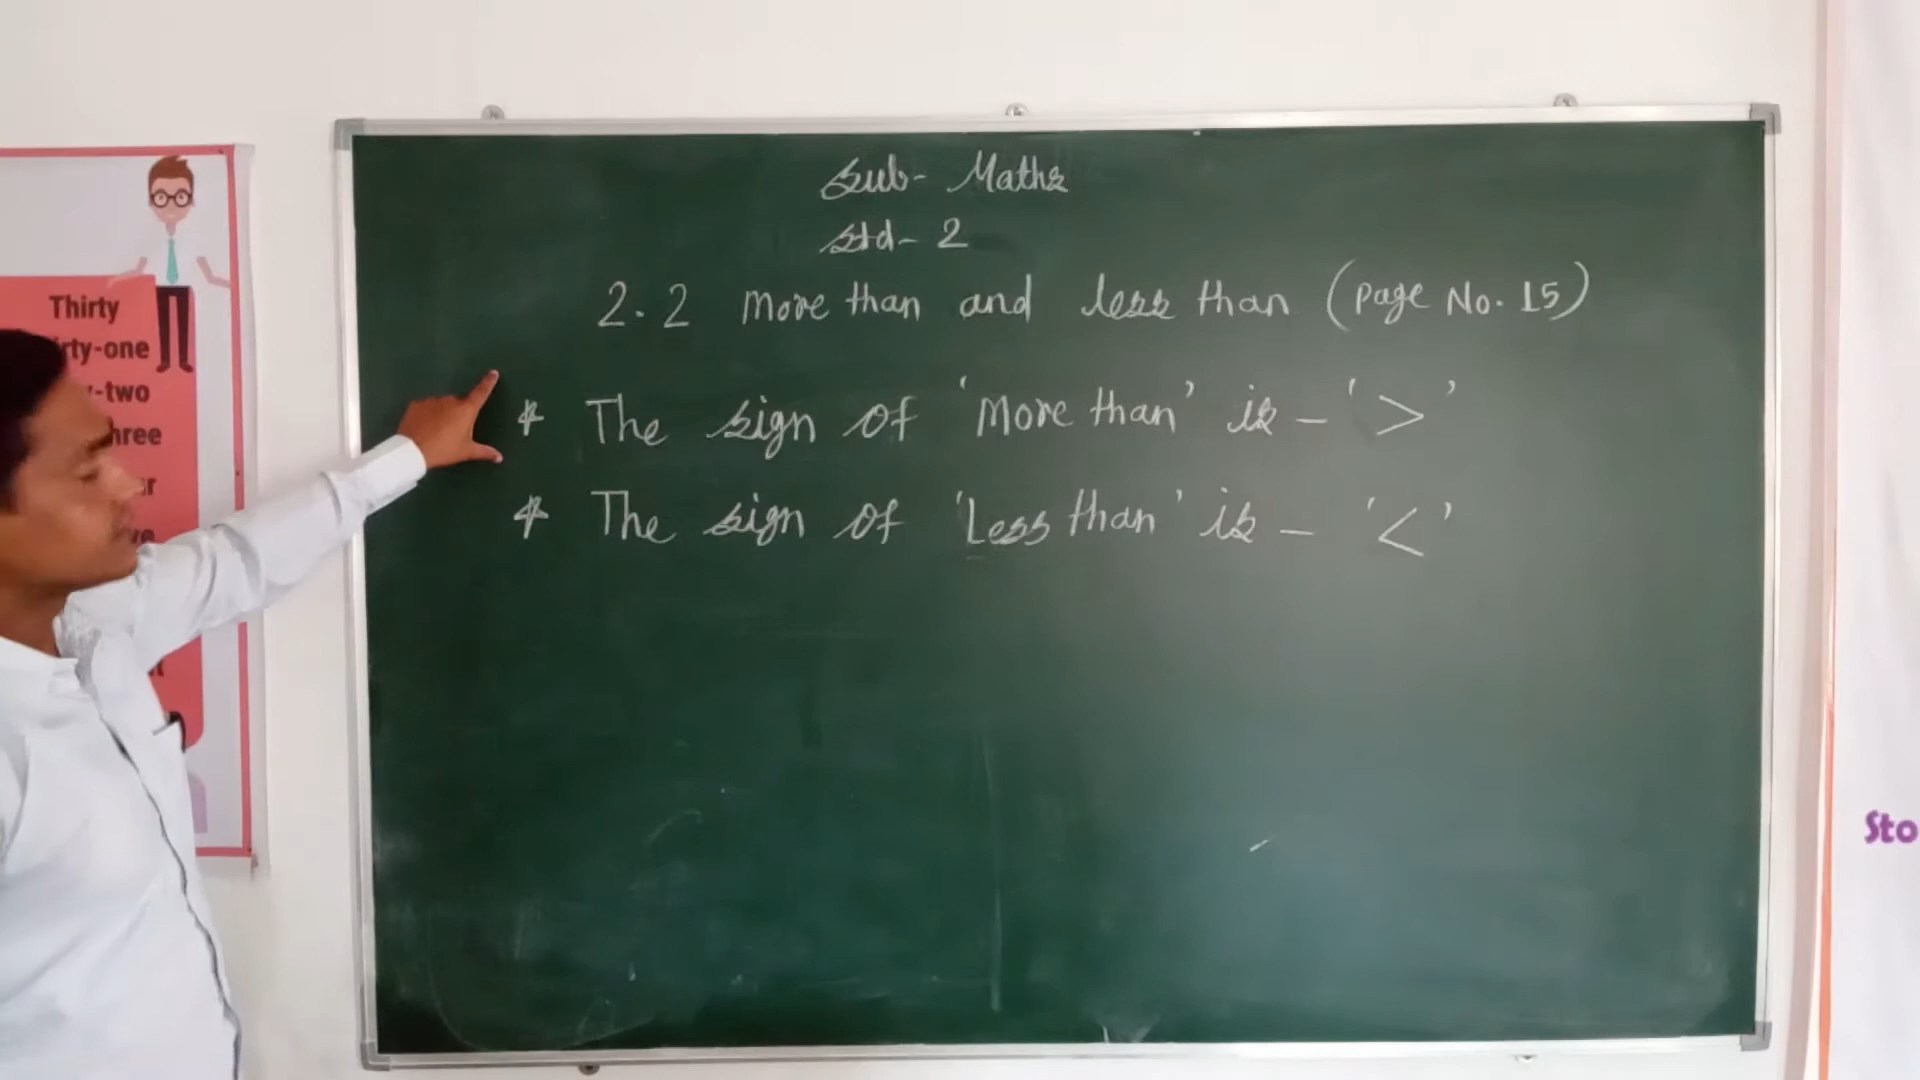 Sub- Maths
Std- 2
2.2 More than and less than (Page No. 15)
* The sign of 'More than' is - '>'
* The sign of 'Less than' is - '<'
Thirty
-two
Sto